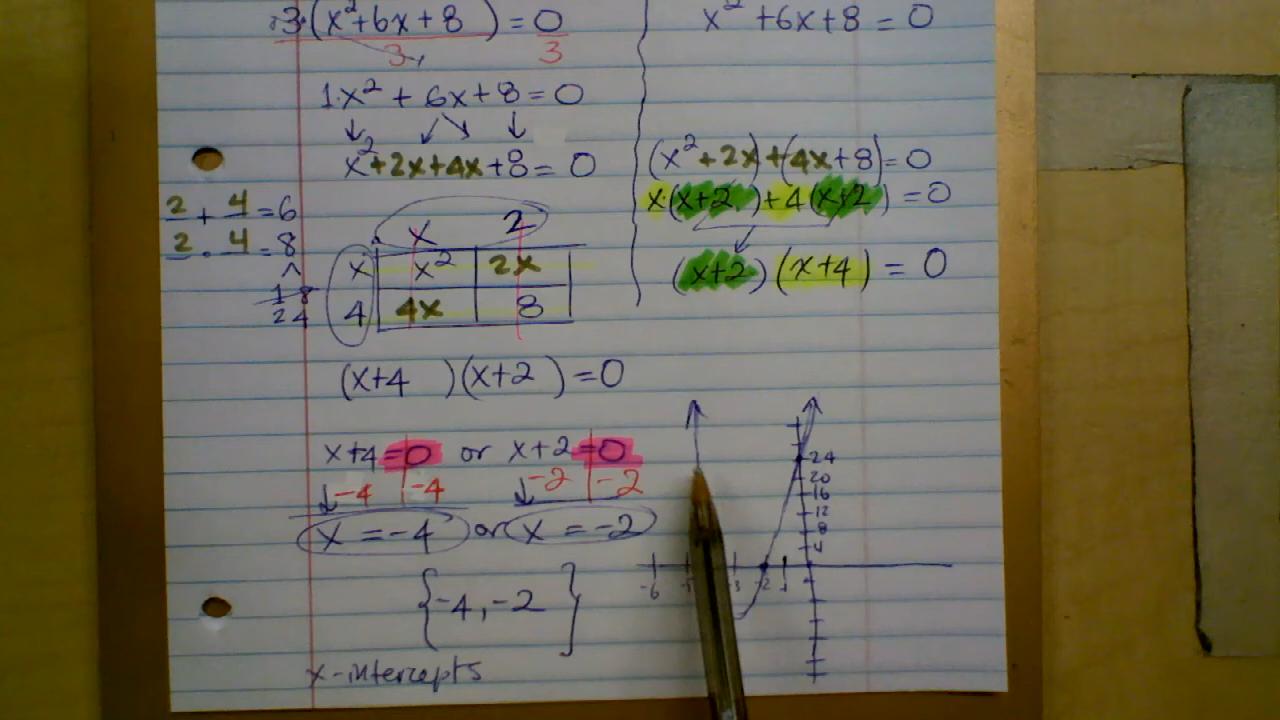 3(x²+6x+8) = 0
3 3
1·x² + 6x+8 = 0
x²+2x+4x+8 = 0
2 + 4 = 6
2 · 4 = 8
1 8
2 4
x 2
x x² 2x
4 4x 8
(x+4)(x+2) = 0
x+4=0 or x+2=0
-4 -4 -2 -2
x = -4 or x = -2
{-4, -2}
x-intercepts
x² +6x+8 = 0
(x²+2x)+(4x+8)=0
x·(x+2)+4(x+2)=0
(x+2)(x+4) = 0
24
20
16
12
8
4
-6 -3 -2 -1